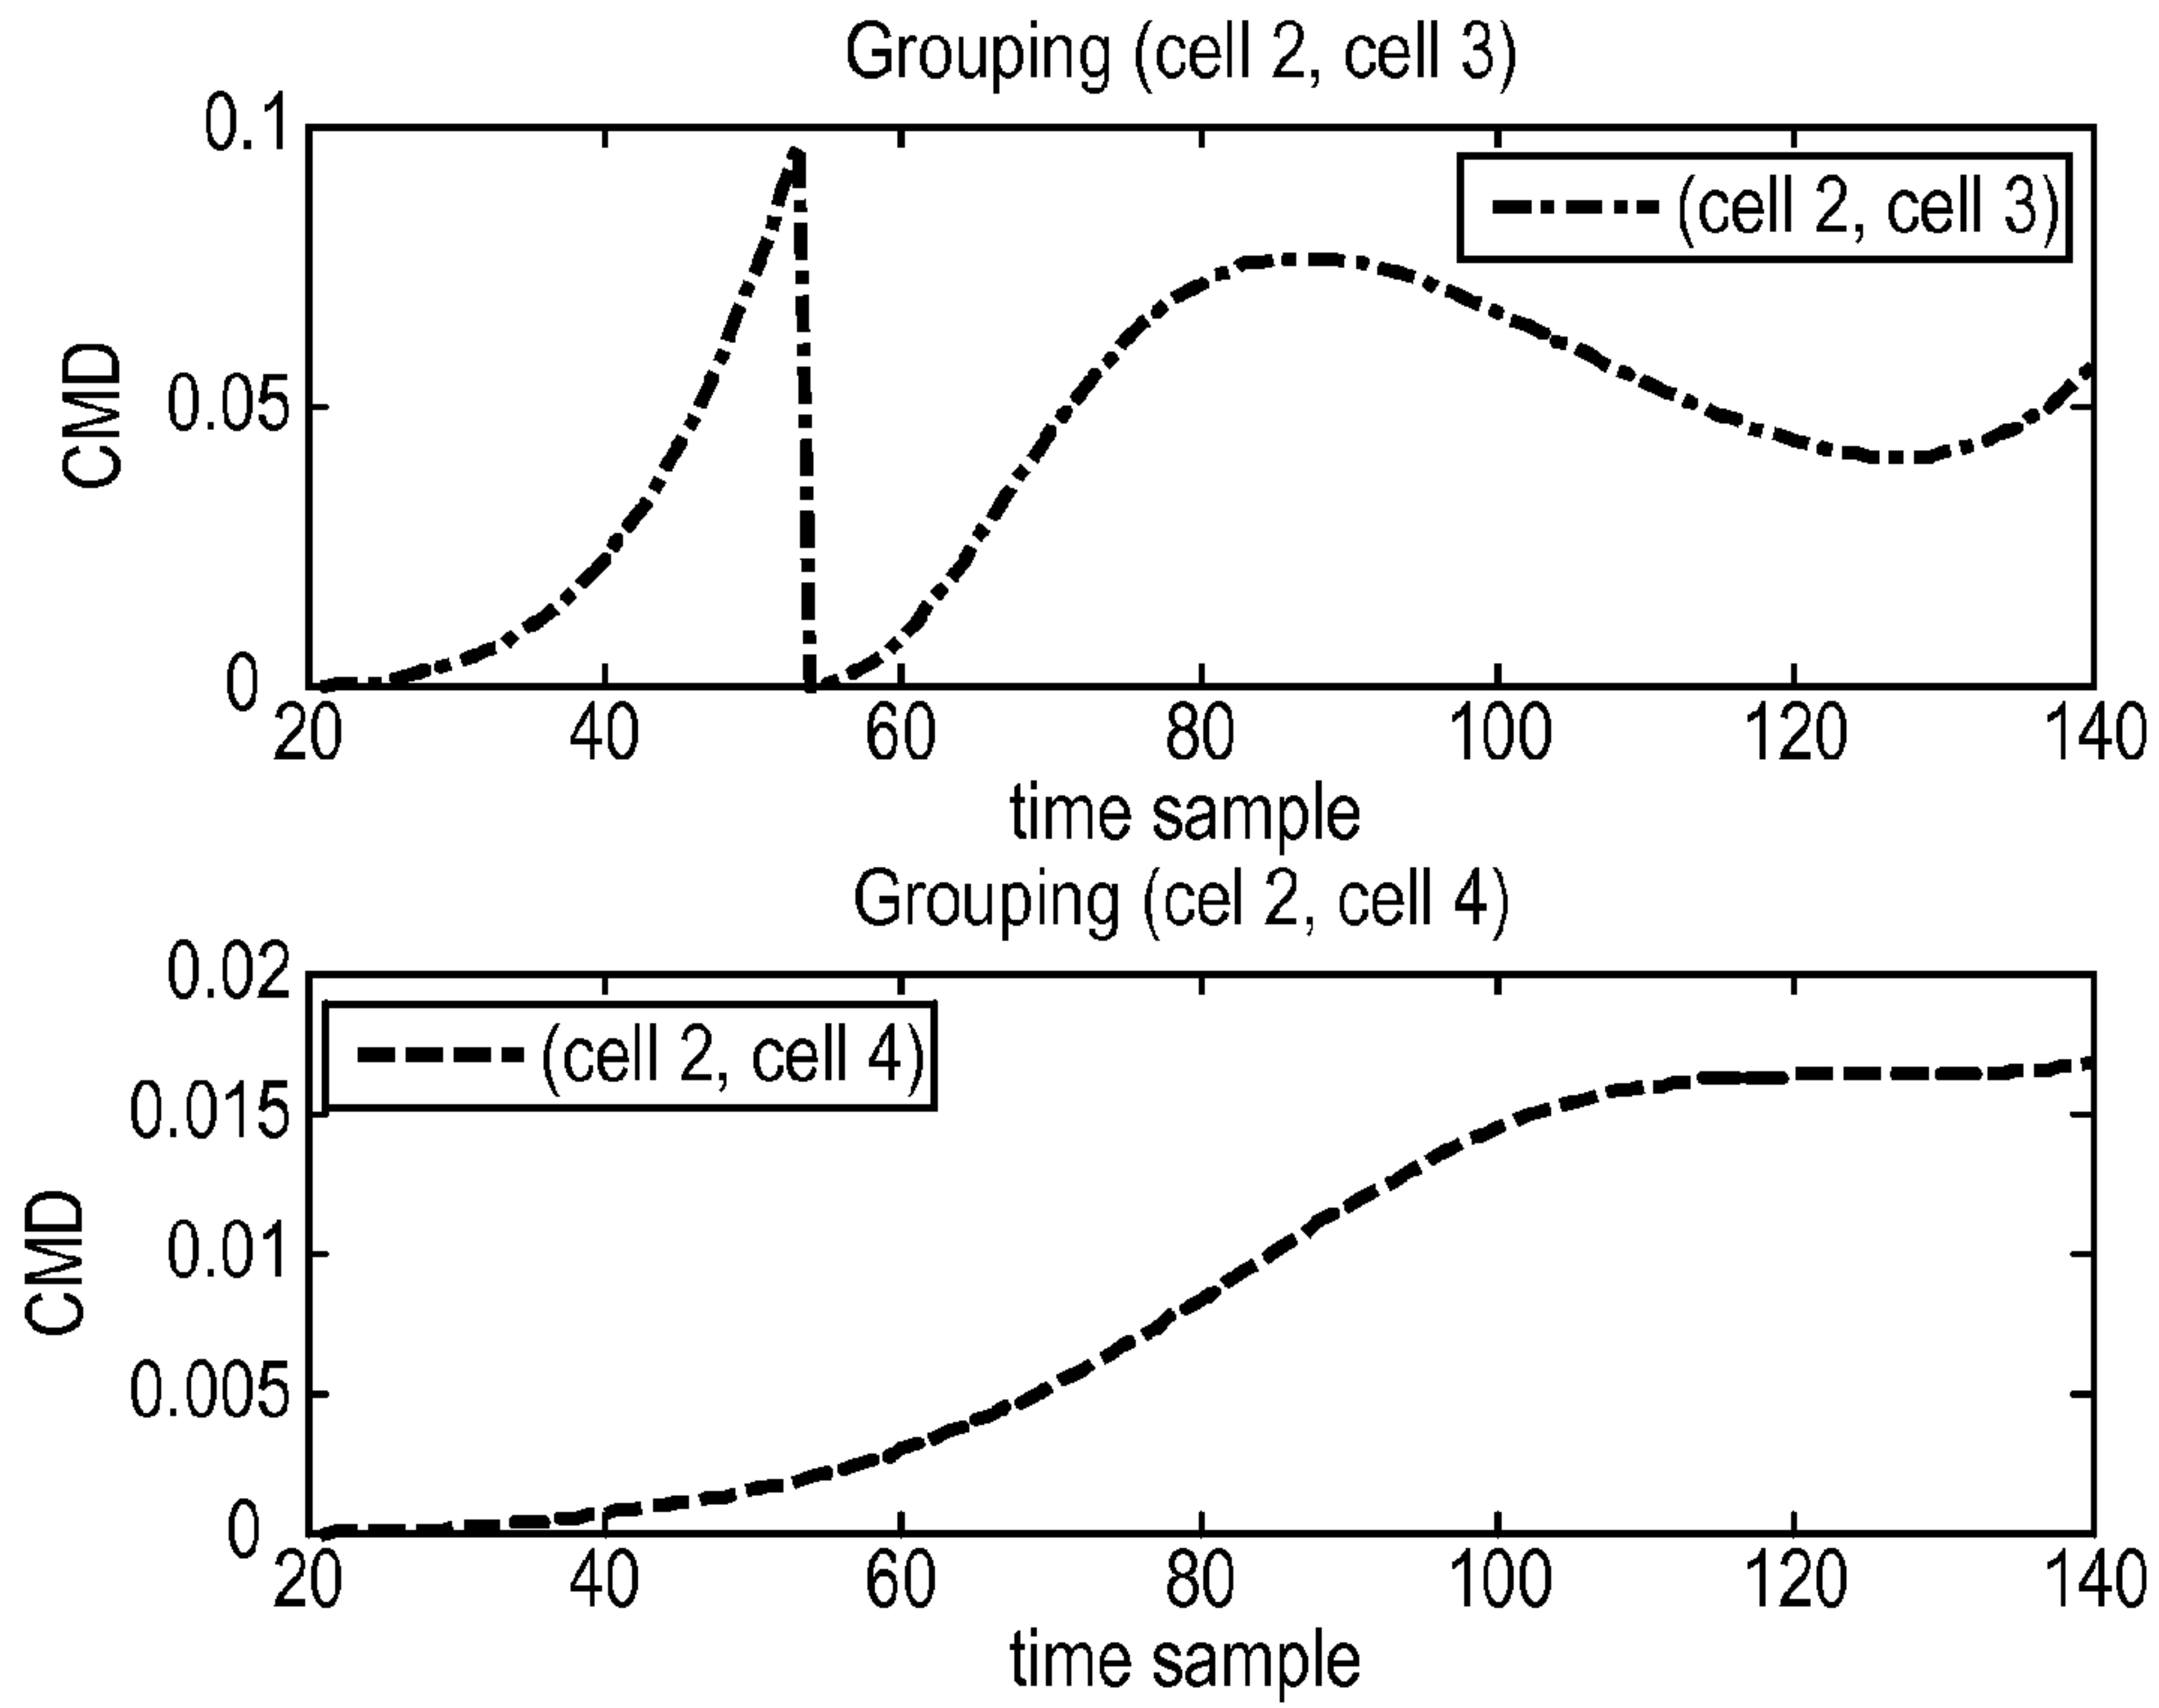 Grouping (cell 2, cell 3)
0.1
(cell 2, cell 3)
CMD
0.05
0
20 40 60 80 100 120 140
time sample
Grouping (cel 2, cell 4)
0.02
(cell 2, cell 4)
0.015
CMD
0.01
0.005
0
20 40 60 80 100 120 140
time sample